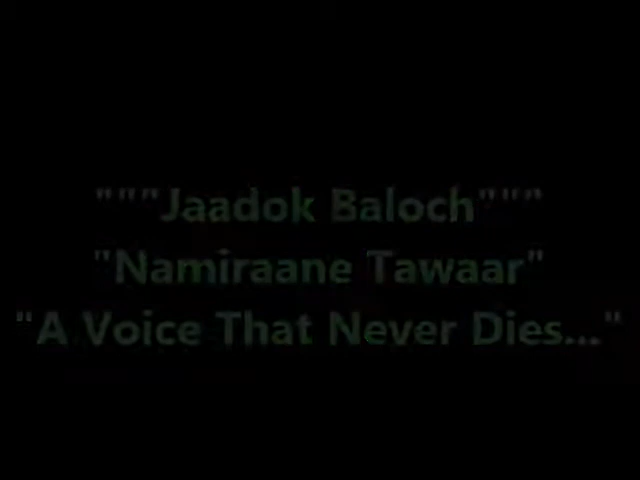 """Jaadok Baloch"""
"Namiraane Tawaar"
"A Voice That Never Dies..."